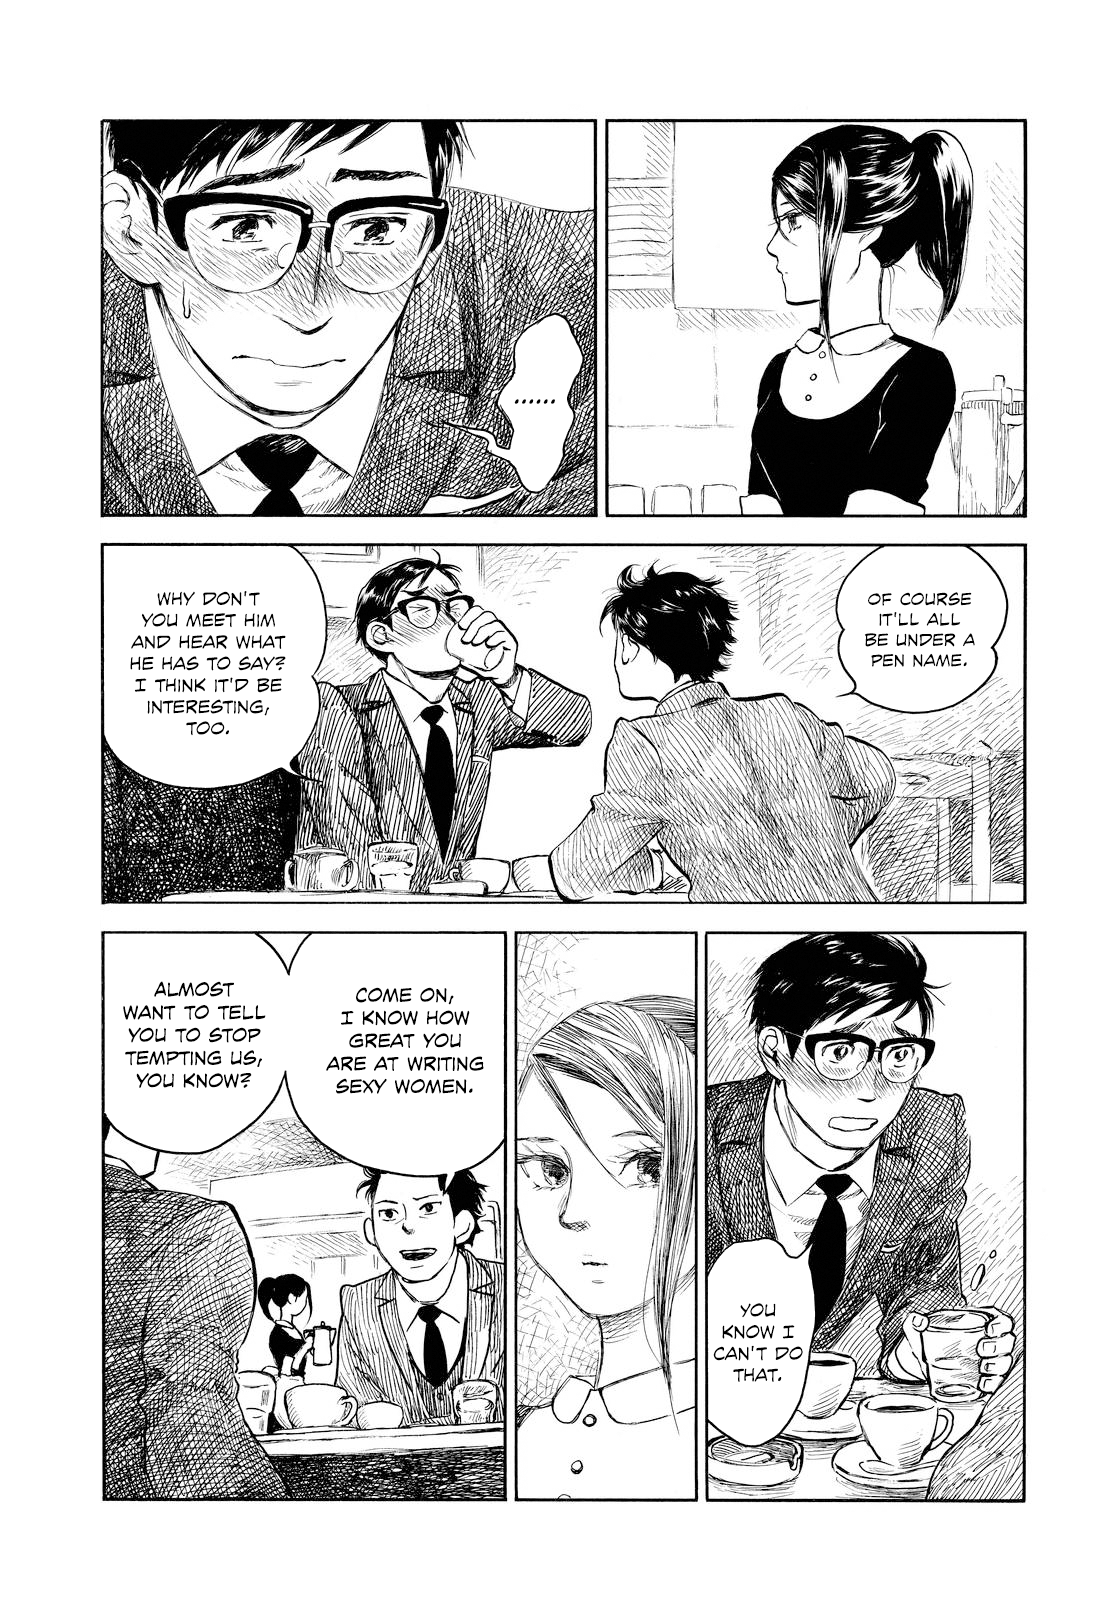 ......
OF COURSE
IT'LL ALL
BE UNDER A
PEN NAME.
WHY DON'T
YOU MEET HIM
AND HEAR WHAT
HE HAS TO SAY?
I THINK IT'D BE
INTERESTING,
TOO.
YOU
KNOW I
CAN'T DO
THAT.
COME ON,
I KNOW HOW
GREAT YOU
ARE AT WRITING
SEXY WOMEN.
ALMOST
WANT TO TELL
YOU TO STOP
TEMPTING US,
YOU KNOW?